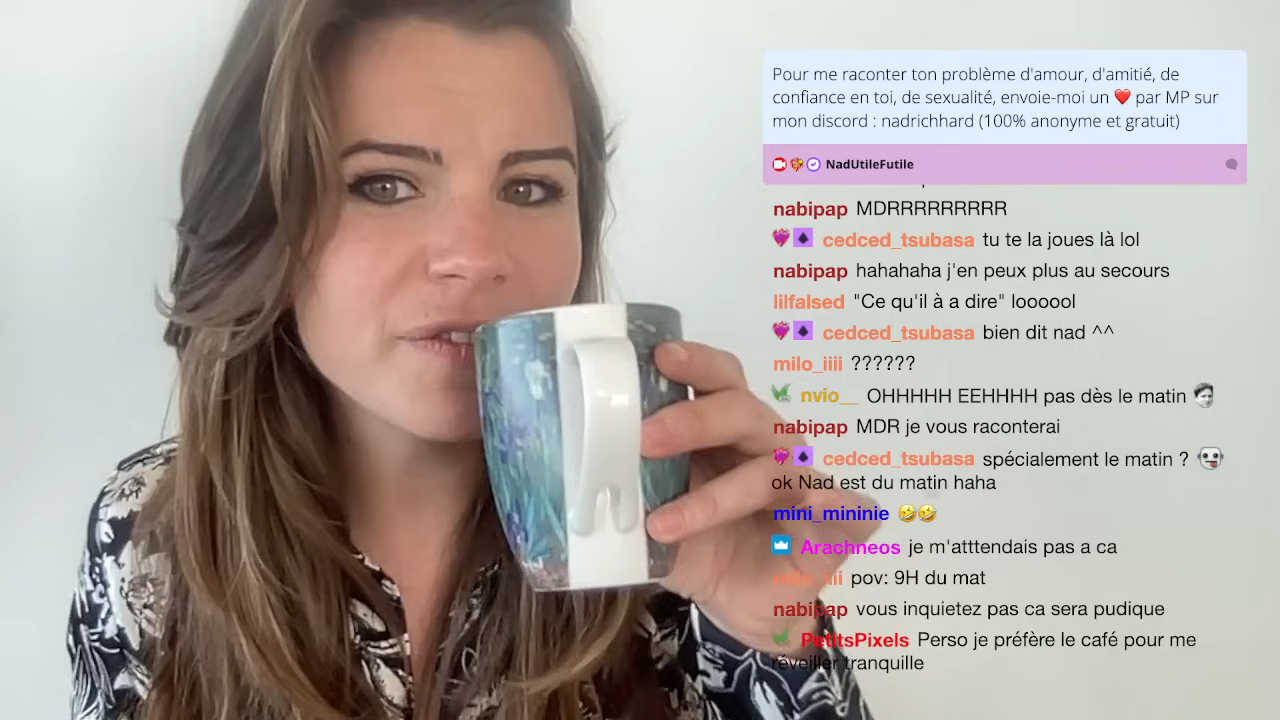 Pour me raconter ton problème d'amour, d'amitié, de
confiance en toi, de sexualité, envoie-moi un ❤️ par MP sur
mon discord : nadrichhard (100% anonyme et gratuit)
NadUtileFutile
nabipap MDRRRRRRRRR
cedced_tsubasa tu te la joues là lol
nabipap hahahaha j'en peux plus au secours
lilfalsed "Ce qu'il à a dire" loooool
cedced_tsubasa bien dit nad ^^
milo_iiii ??????
nvio__ OHHHHH EEHHHH pas dès le matin
nabipap MDR je vous raconterai
cedced_tsubasa spécialement le matin ?
ok Nad est du matin haha
mini_mininie 🤣🤣
Arachneos je m'atttendais pas a ca
milo_iiii pov: 9H du mat
nabipap vous inquietez pas ca sera pudique
PetitsPixels Perso je préfère le café pour me
réveiller tranquille